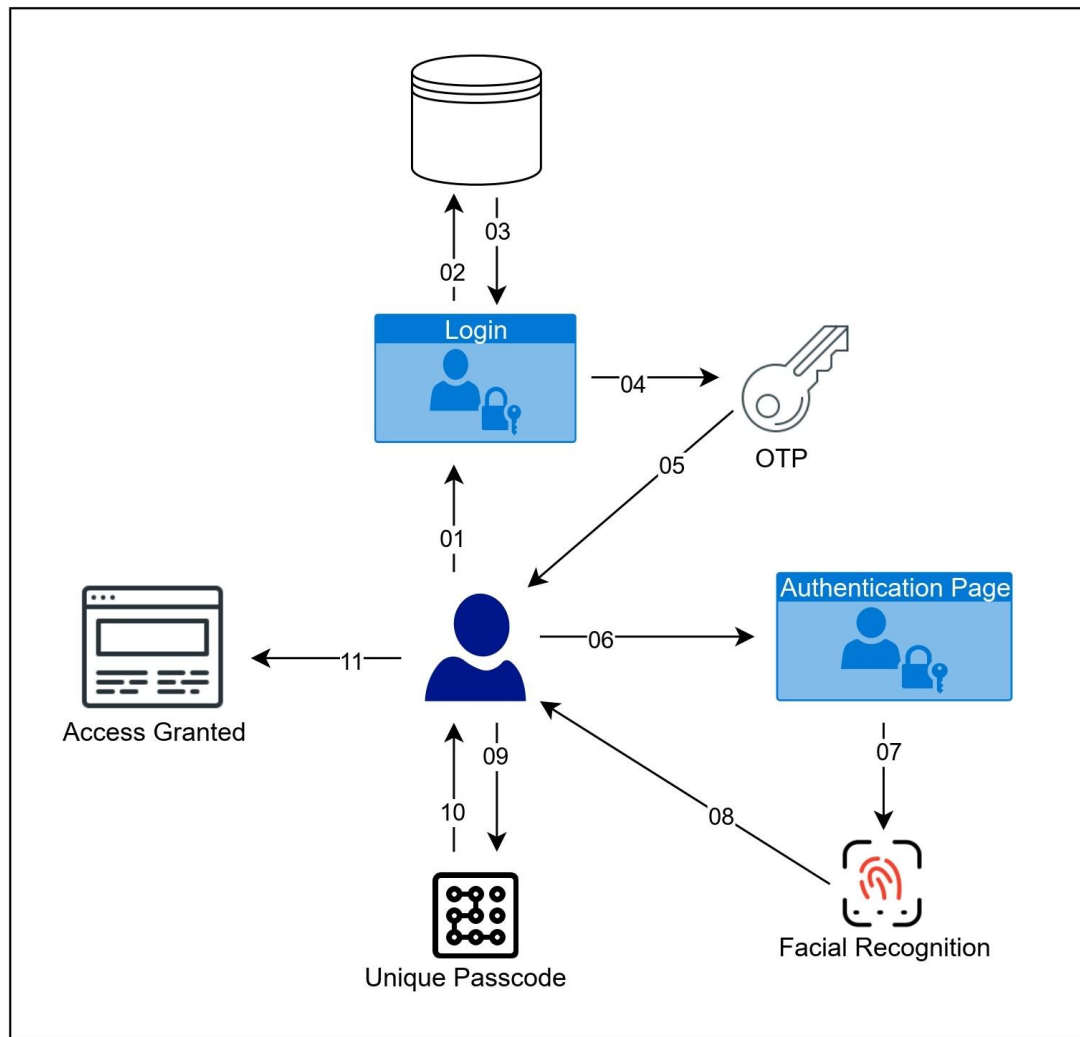 03
02
Login
04
OTP
05
01
Authentication Page
06
11
Access Granted
09
07
10
08
Facial Recognition
Unique Passcode